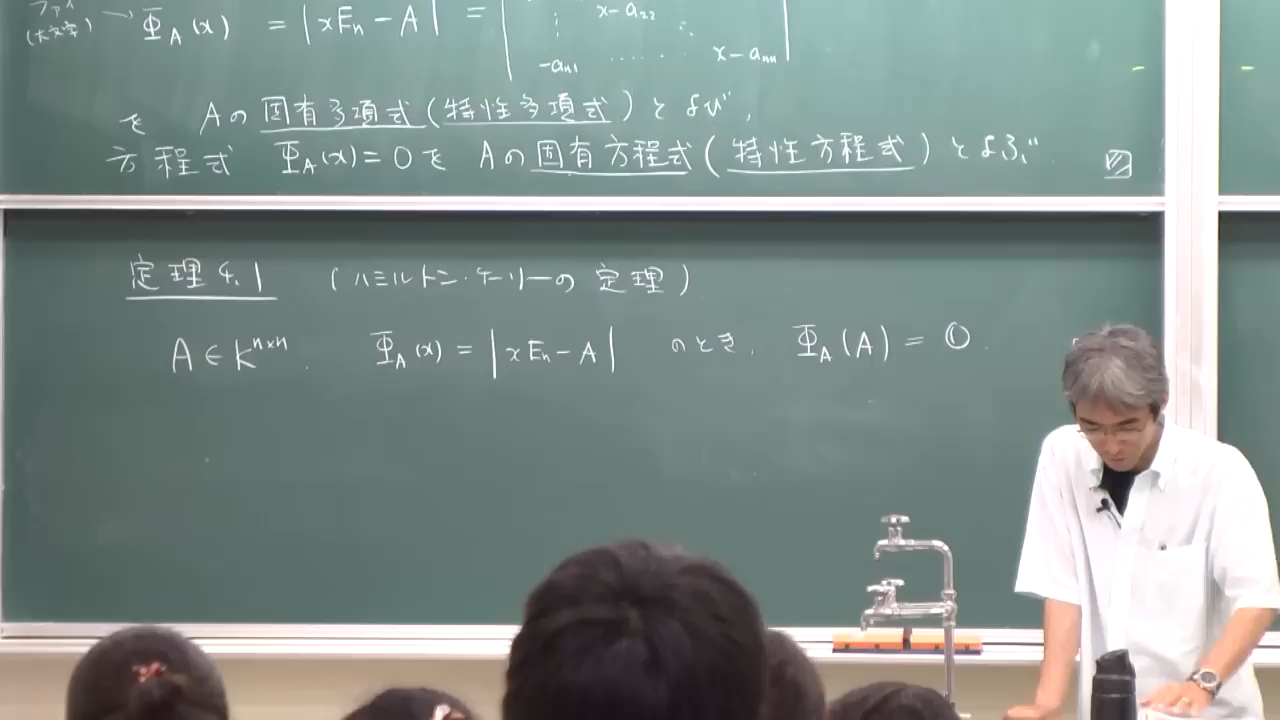 ファイ
(大文字) → Φ_A(x) = |xE_n - A| = | ⋮ x-a_22 ⋱
-a_n1 ...... x-a_nn |
を Aの固有多項式(特性多項式)とよび,
方程式 Φ_A(x)=0を Aの固有方程式(特性方程式)とよぶ.
定理4.1 (ハミルトン・ケーリーの定理)
A∈K^{n×n}. Φ_A(x) = |xE_n - A| のとき, Φ_A(A) = O.